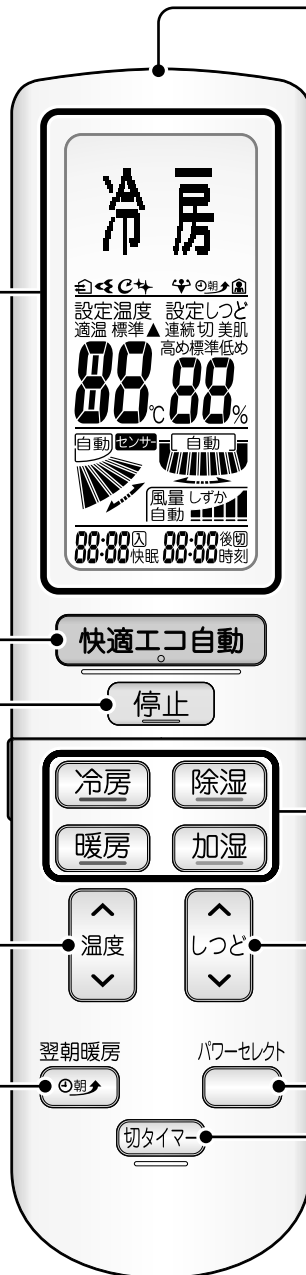 冷房
設定温度 設定しつど
適温 標準▲ 連続 切 美肌
高め標準低め
88℃ 88%
自動 センサー 自動
風量 しずか
自動
88:88 入 快眠 88:88 後 切 時刻
快適エコ自動
停止
冷房 除湿
暖房 加湿
温度 しつど
翌朝暖房 パワーセレクト
朝
切タイマー